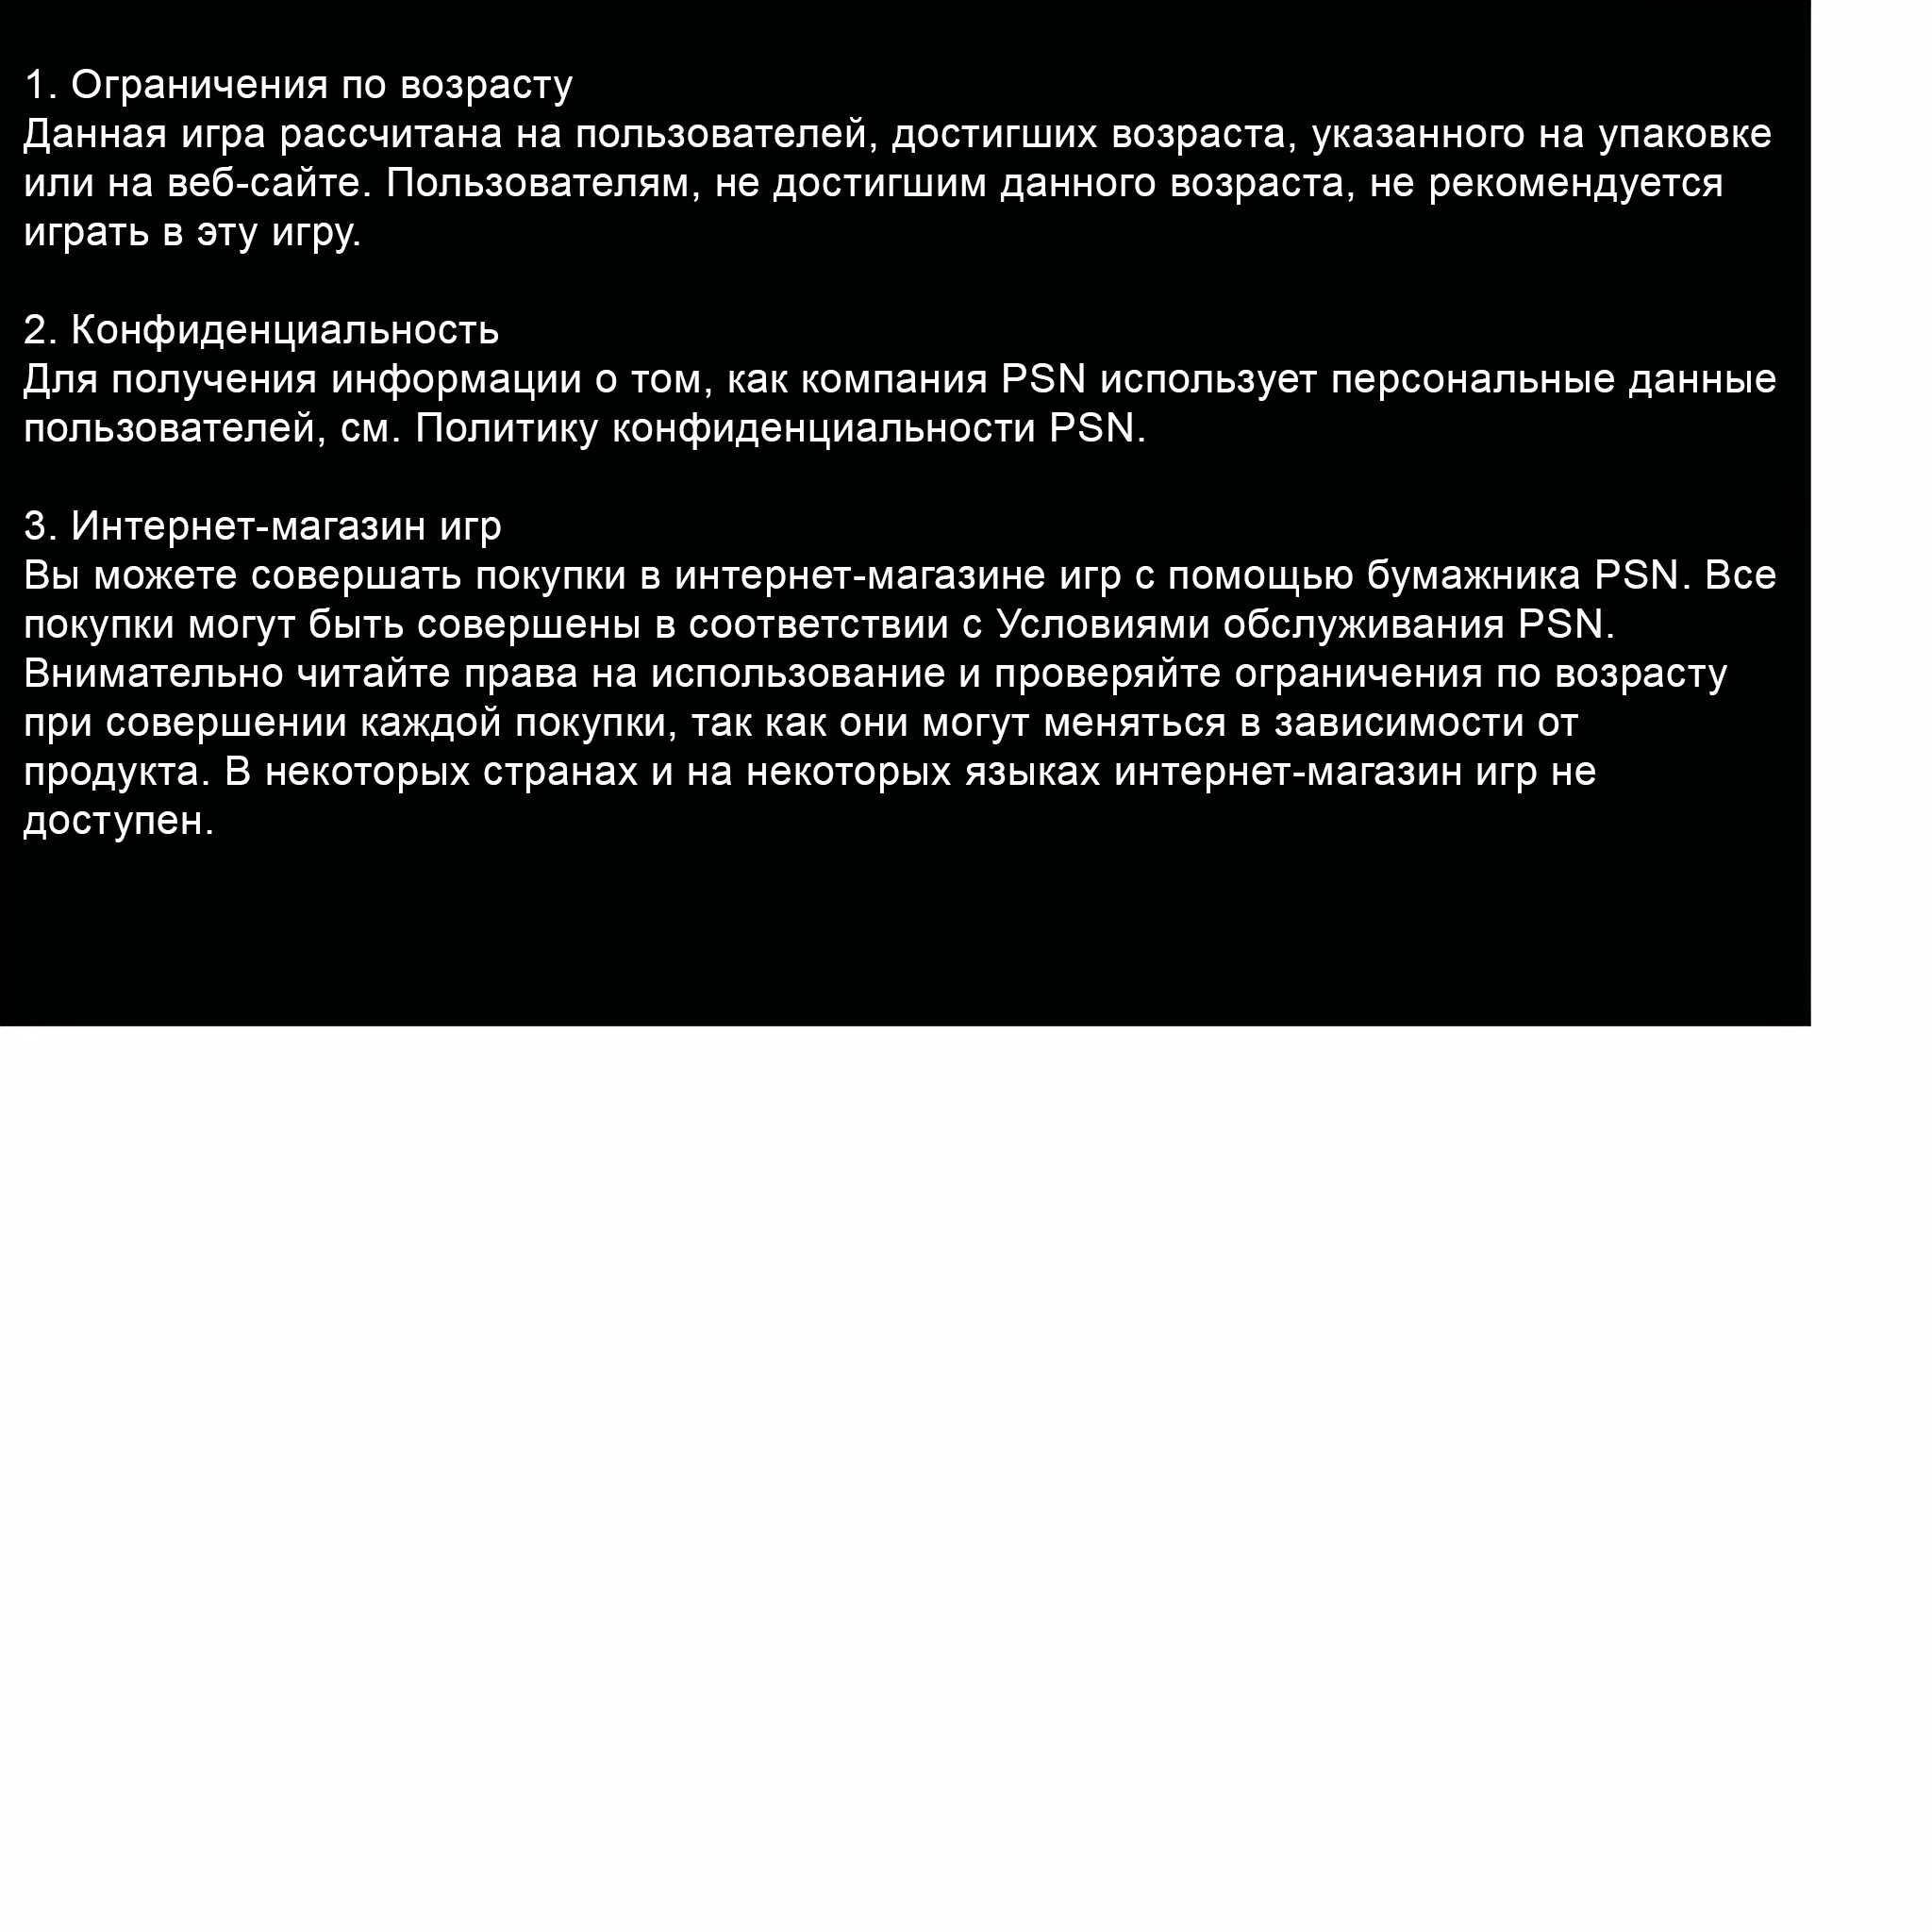 1. Ограничения по возрасту
Данная игра рассчитана на пользователей, достигших возраста, указанного на упаковке
или на веб-сайте. Пользователям, не достигшим данного возраста, не рекомендуется
играть в эту игру.
2. Конфиденциальность
Для получения информации о том, как компания PSN использует персональные данные
пользователей, см. Политику конфиденциальности PSN.
3. Интернет-магазин игр
Вы можете совершать покупки в интернет-магазине игр с помощью бумажника PSN. Все
покупки могут быть совершены в соответствии с Условиями обслуживания PSN.
Внимательно читайте права на использование и проверяйте ограничения по возрасту
при совершении каждой покупки, так как они могут меняться в зависимости от
продукта. В некоторых странах и на некоторых языках интернет-магазин игр не
доступен.